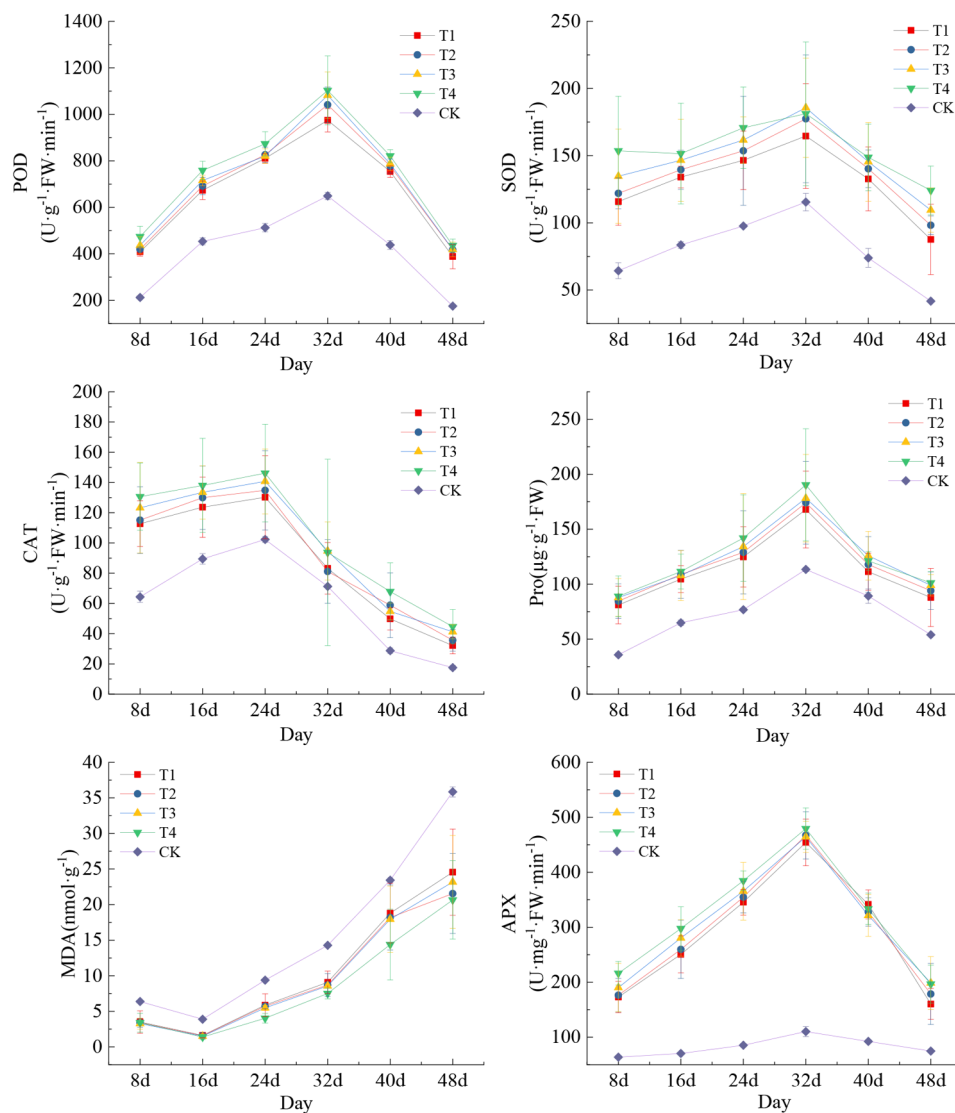 1400
1200
1000
800
600
400
200
POD
(U·g⁻¹·FW·min⁻¹)
8d 16d 24d 32d 40d 48d
Day
T1
T2
T3
T4
CK
250
200
150
100
50
SOD
(U·g⁻¹·FW·min⁻¹)
8d 16d 24d 32d 40d 48d
Day
T1
T2
T3
T4
CK
200
180
160
140
120
100
80
60
40
20
0
CAT
(U·g⁻¹·FW·min⁻¹)
8d 16d 24d 32d 40d 48d
Day
T1
T2
T3
T4
CK
250
200
150
100
50
0
Pro(μg·g⁻¹·FW)
8d 16d 24d 32d 40d 48d
Day
T1
T2
T3
T4
CK
40
35
30
25
20
15
10
5
0
MDA(nmol·g⁻¹)
8d 16d 24d 32d 40d 48d
Day
T1
T2
T3
T4
CK
600
500
400
300
200
100
APX
(U·mg⁻¹·FW·min⁻¹)
8d 16d 24d 32d 40d 48d
Day
T1
T2
T3
T4
CK